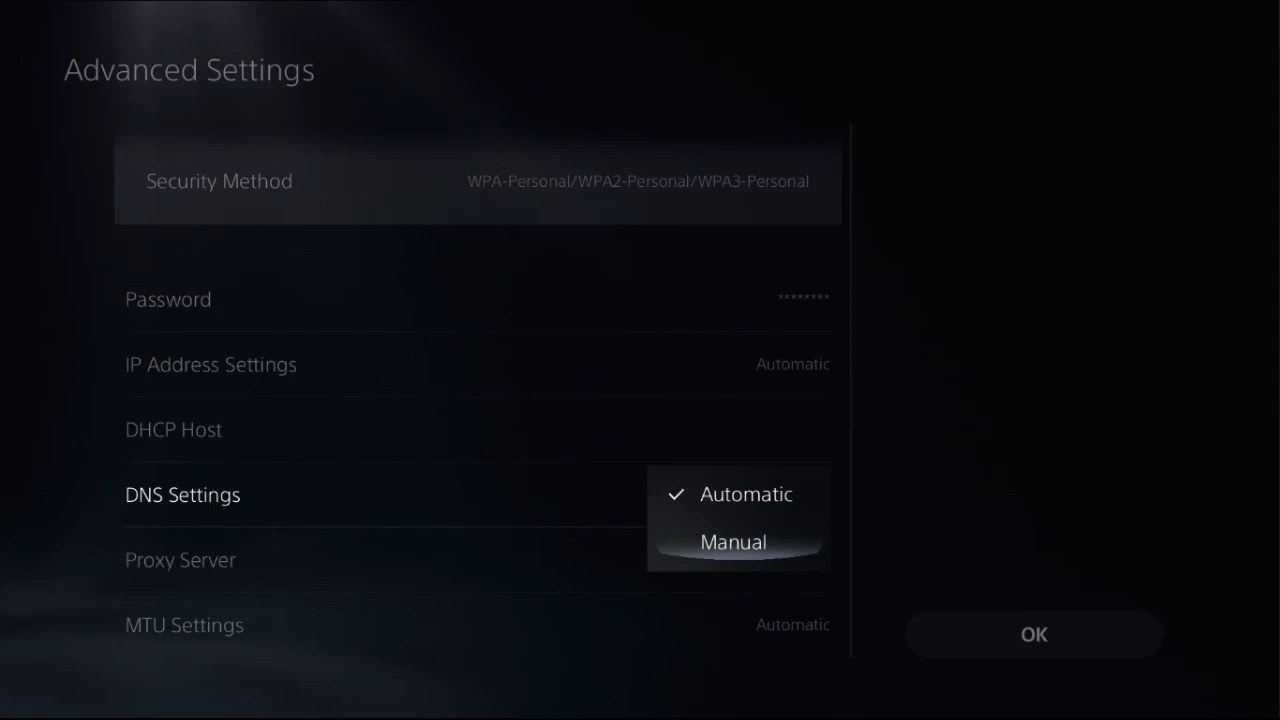 Advanced Settings
Security Method WPA-Personal/WPA2-Personal/WPA3-Personal
Password ********
IP Address Settings Automatic
DHCP Host
DNS Settings Automatic
Manual
Proxy Server
MTU Settings Automatic
OK